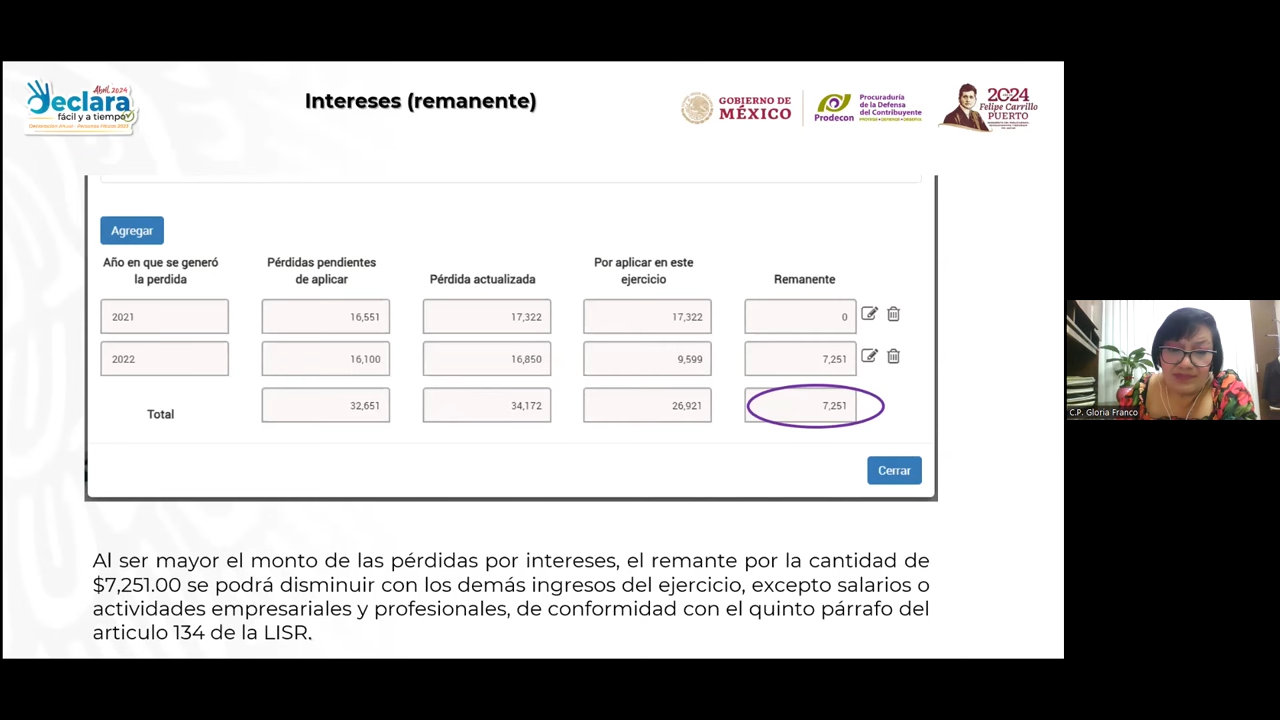 Abril 2024
Declara
fácil y a tiempo
Intereses (remanente)
GOBIERNO DE
MÉXICO
Prodecon
Procuraduría
de la Defensa
del Contribuyente
2024
Felipe Carrillo
PUERTO
Agregar
Año en que se generó la perdida
Pérdidas pendientes de aplicar
Pérdida actualizada
Por aplicar en este ejercicio
Remanente
2021 16,551 17,322 17,322 0
2022 16,100 16,850 9,599 7,251
Total 32,651 34,172 26,921 7,251
Cerrar
Al ser mayor el monto de las pérdidas por intereses, el remante por la cantidad de
$7,251.00 se podrá disminuir con los demás ingresos del ejercicio, excepto salarios o
actividades empresariales y profesionales, de conformidad con el quinto párrafo del
articulo 134 de la LISR.
C.P. Gloria Franco